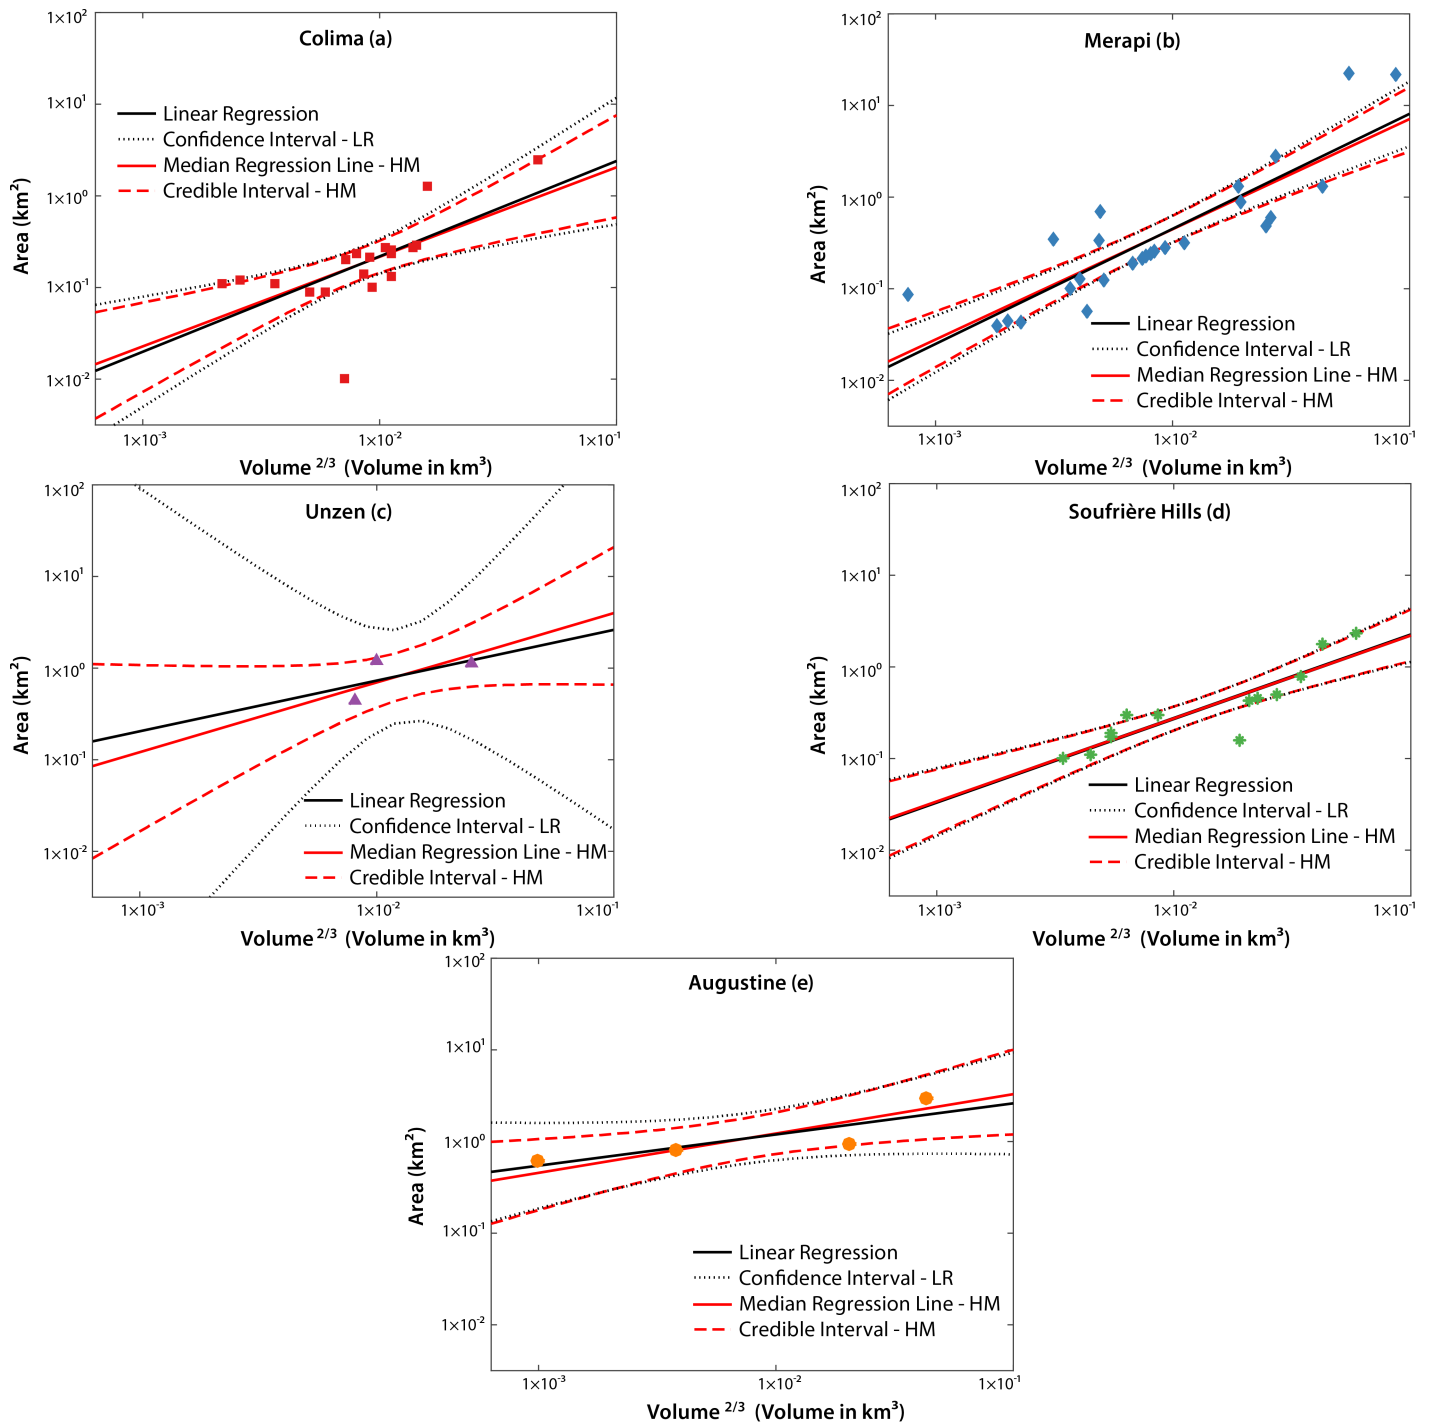 Colima (a)
1×10²
1×10¹
1×10⁰
1×10⁻¹
1×10⁻²
Area (km²)
Linear Regression
Confidence Interval - LR
Median Regression Line - HM
Credible Interval - HM
1×10⁻³ 1×10⁻² 1×10⁻¹
Volume ²/³ (Volume in km³)
Merapi (b)
1×10²
1×10¹
1×10⁰
1×10⁻¹
1×10⁻²
Area (km²)
Linear Regression
Confidence Interval - LR
Median Regression Line - HM
Credible Interval - HM
1×10⁻³ 1×10⁻² 1×10⁻¹
Volume ²/³ (Volume in km³)
Unzen (c)
1×10²
1×10¹
1×10⁰
1×10⁻¹
1×10⁻²
Area (km²)
Linear Regression
Confidence Interval - LR
Median Regression Line - HM
Credible Interval - HM
1×10⁻³ 1×10⁻² 1×10⁻¹
Volume ²/³ (Volume in km³)
Soufrière Hills (d)
1×10²
1×10¹
1×10⁰
1×10⁻¹
1×10⁻²
Area (km²)
Linear Regression
Confidence Interval - LR
Median Regression Line - HM
Credible Interval - HM
1×10⁻³ 1×10⁻² 1×10⁻¹
Volume ²/³ (Volume in km³)
Augustine (e)
1×10²
1×10¹
1×10⁰
1×10⁻¹
1×10⁻²
Area (km²)
Linear Regression
Confidence Interval - LR
Median Regression Line - HM
Credible Interval - HM
1×10⁻³ 1×10⁻² 1×10⁻¹
Volume ²/³ (Volume in km³)